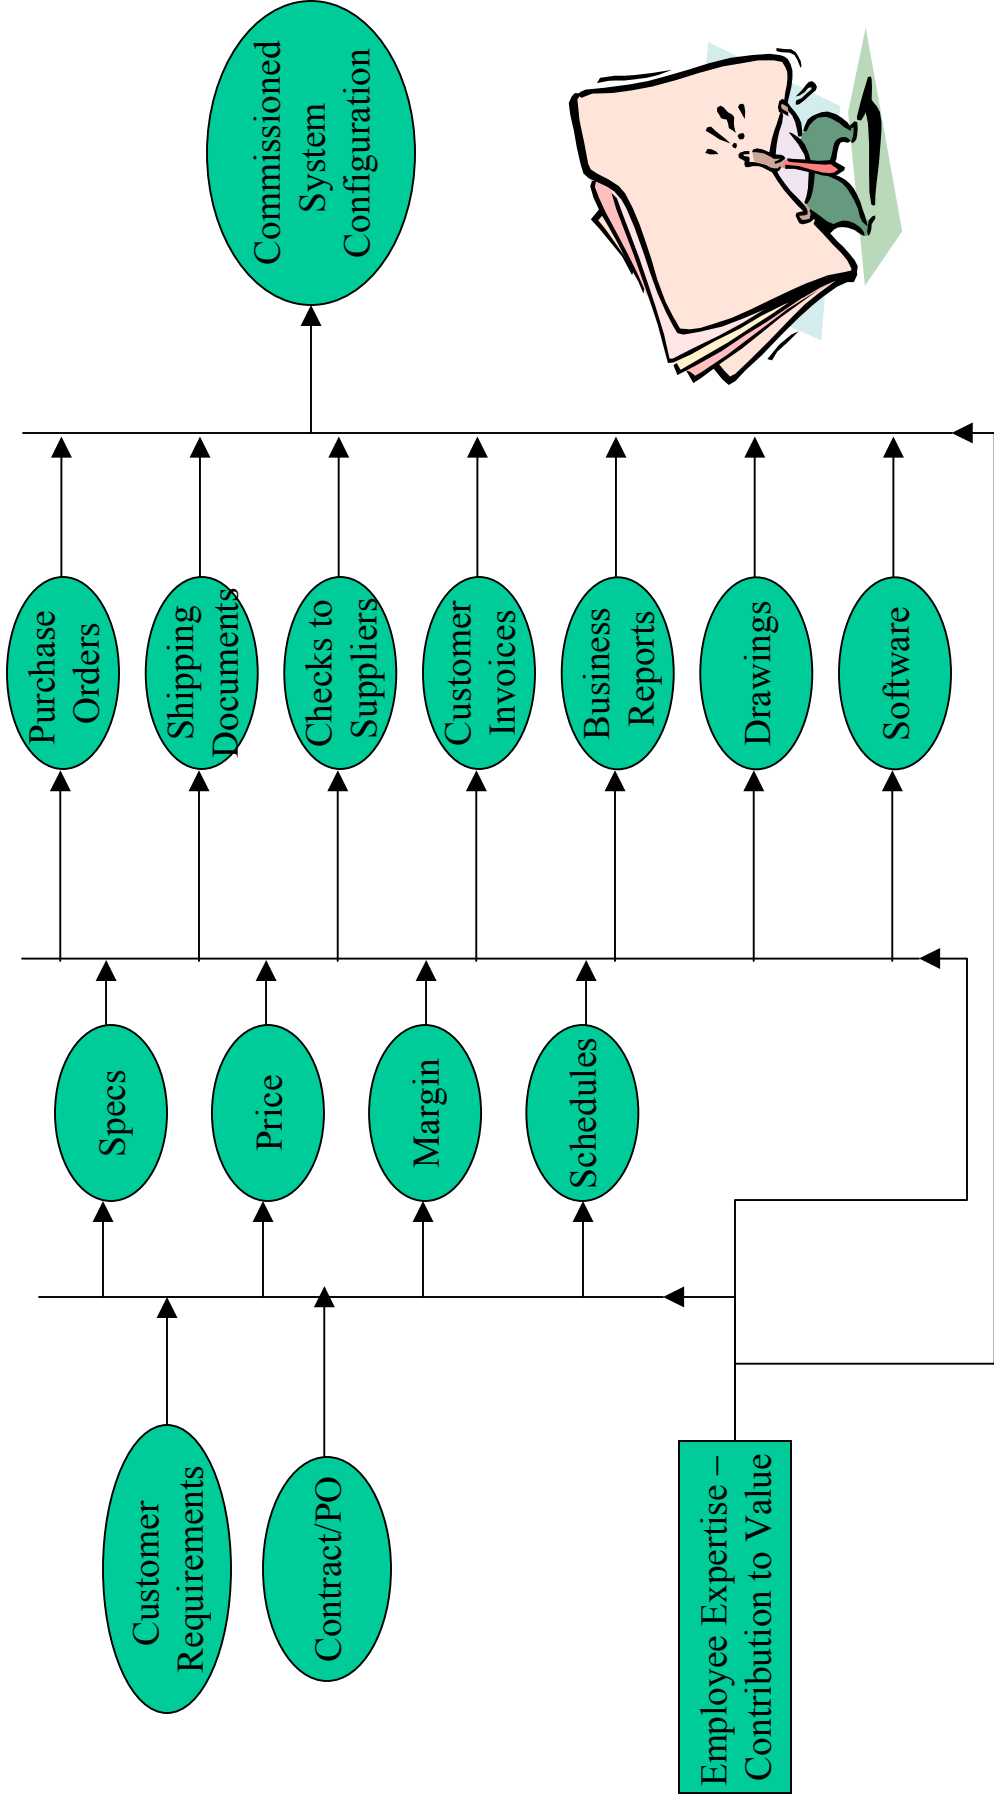 Customer
Requirements
Contract/PO
Employee Expertise –
Contribution to Value
Specs
Price
Margin
Schedules
Purchase
Orders
Shipping
Documents
Checks to
Suppliers
Customer
Invoices
Business
Reports
Drawings
Software
Commissioned
System
Configuration